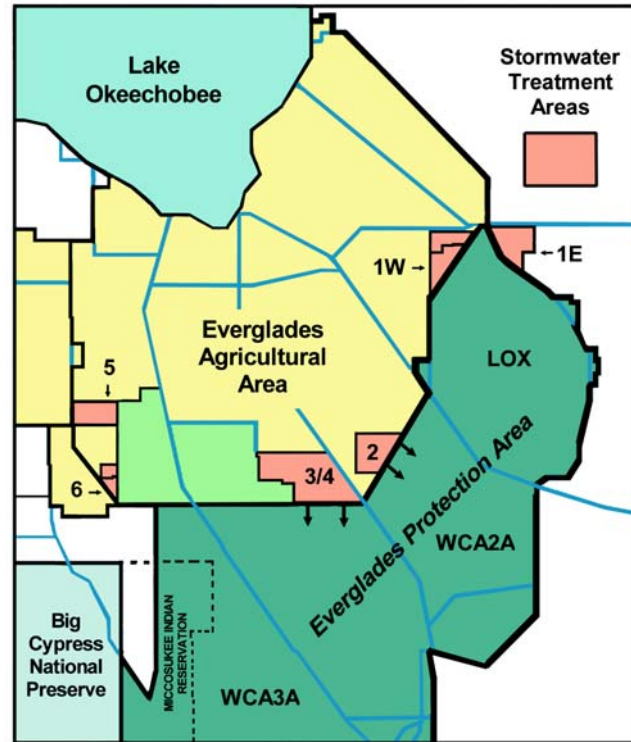 Lake
Okeechobee
Stormwater
Treatment
Areas
1W
1E
Everglades
Agricultural
Area
LOX
5
2
3/4
6
Everglades Protection Area
WCA2A
Big
Cypress
National
Preserve
MICCOSUKEE INDIAN
RESERVATION
WCA3A